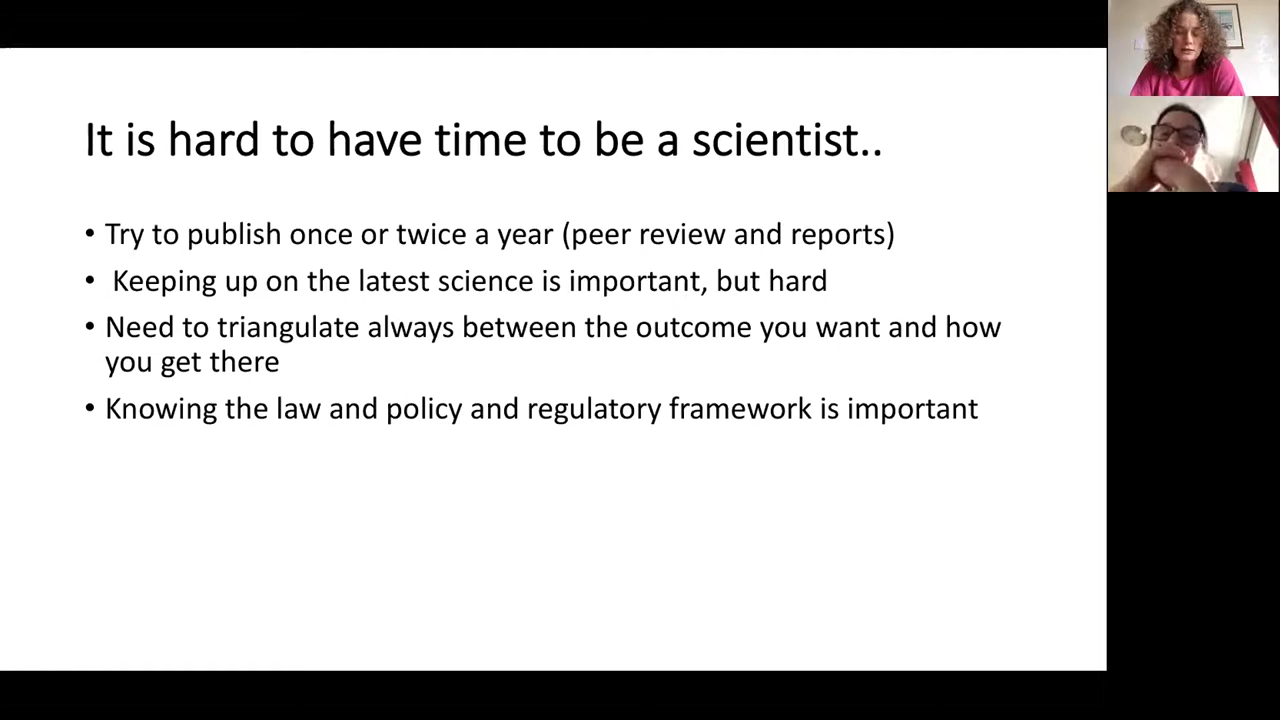 It is hard to have time to be a scientist..
• Try to publish once or twice a year (peer review and reports)
• Keeping up on the latest science is important, but hard
• Need to triangulate always between the outcome you want and how
you get there
• Knowing the law and policy and regulatory framework is important